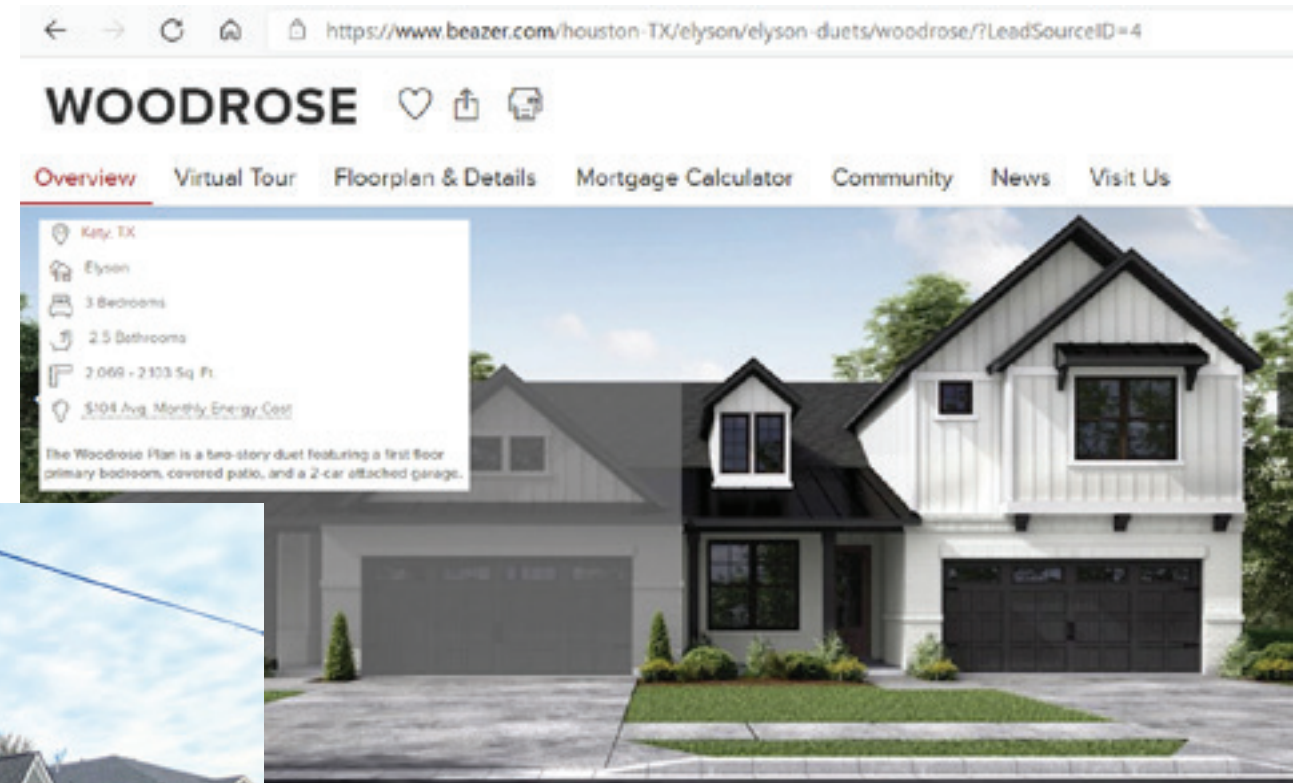 https://www.beazer.com/houston-TX/elyson/elyson-duets/woodrose/?LeadSourceID=4
WOODROSE
Overview Virtual Tour Floorplan & Details Mortgage Calculator Community News Visit Us
Katy, TX
Elyson
3 Bedrooms
2.5 Bathrooms
2,069 - 2,103 Sq. Ft.
$104 Avg. Monthly Energy Cost
The Woodrose Plan is a two-story duet featuring a first floor
primary bedroom, covered patio, and a 2-car attached garage.